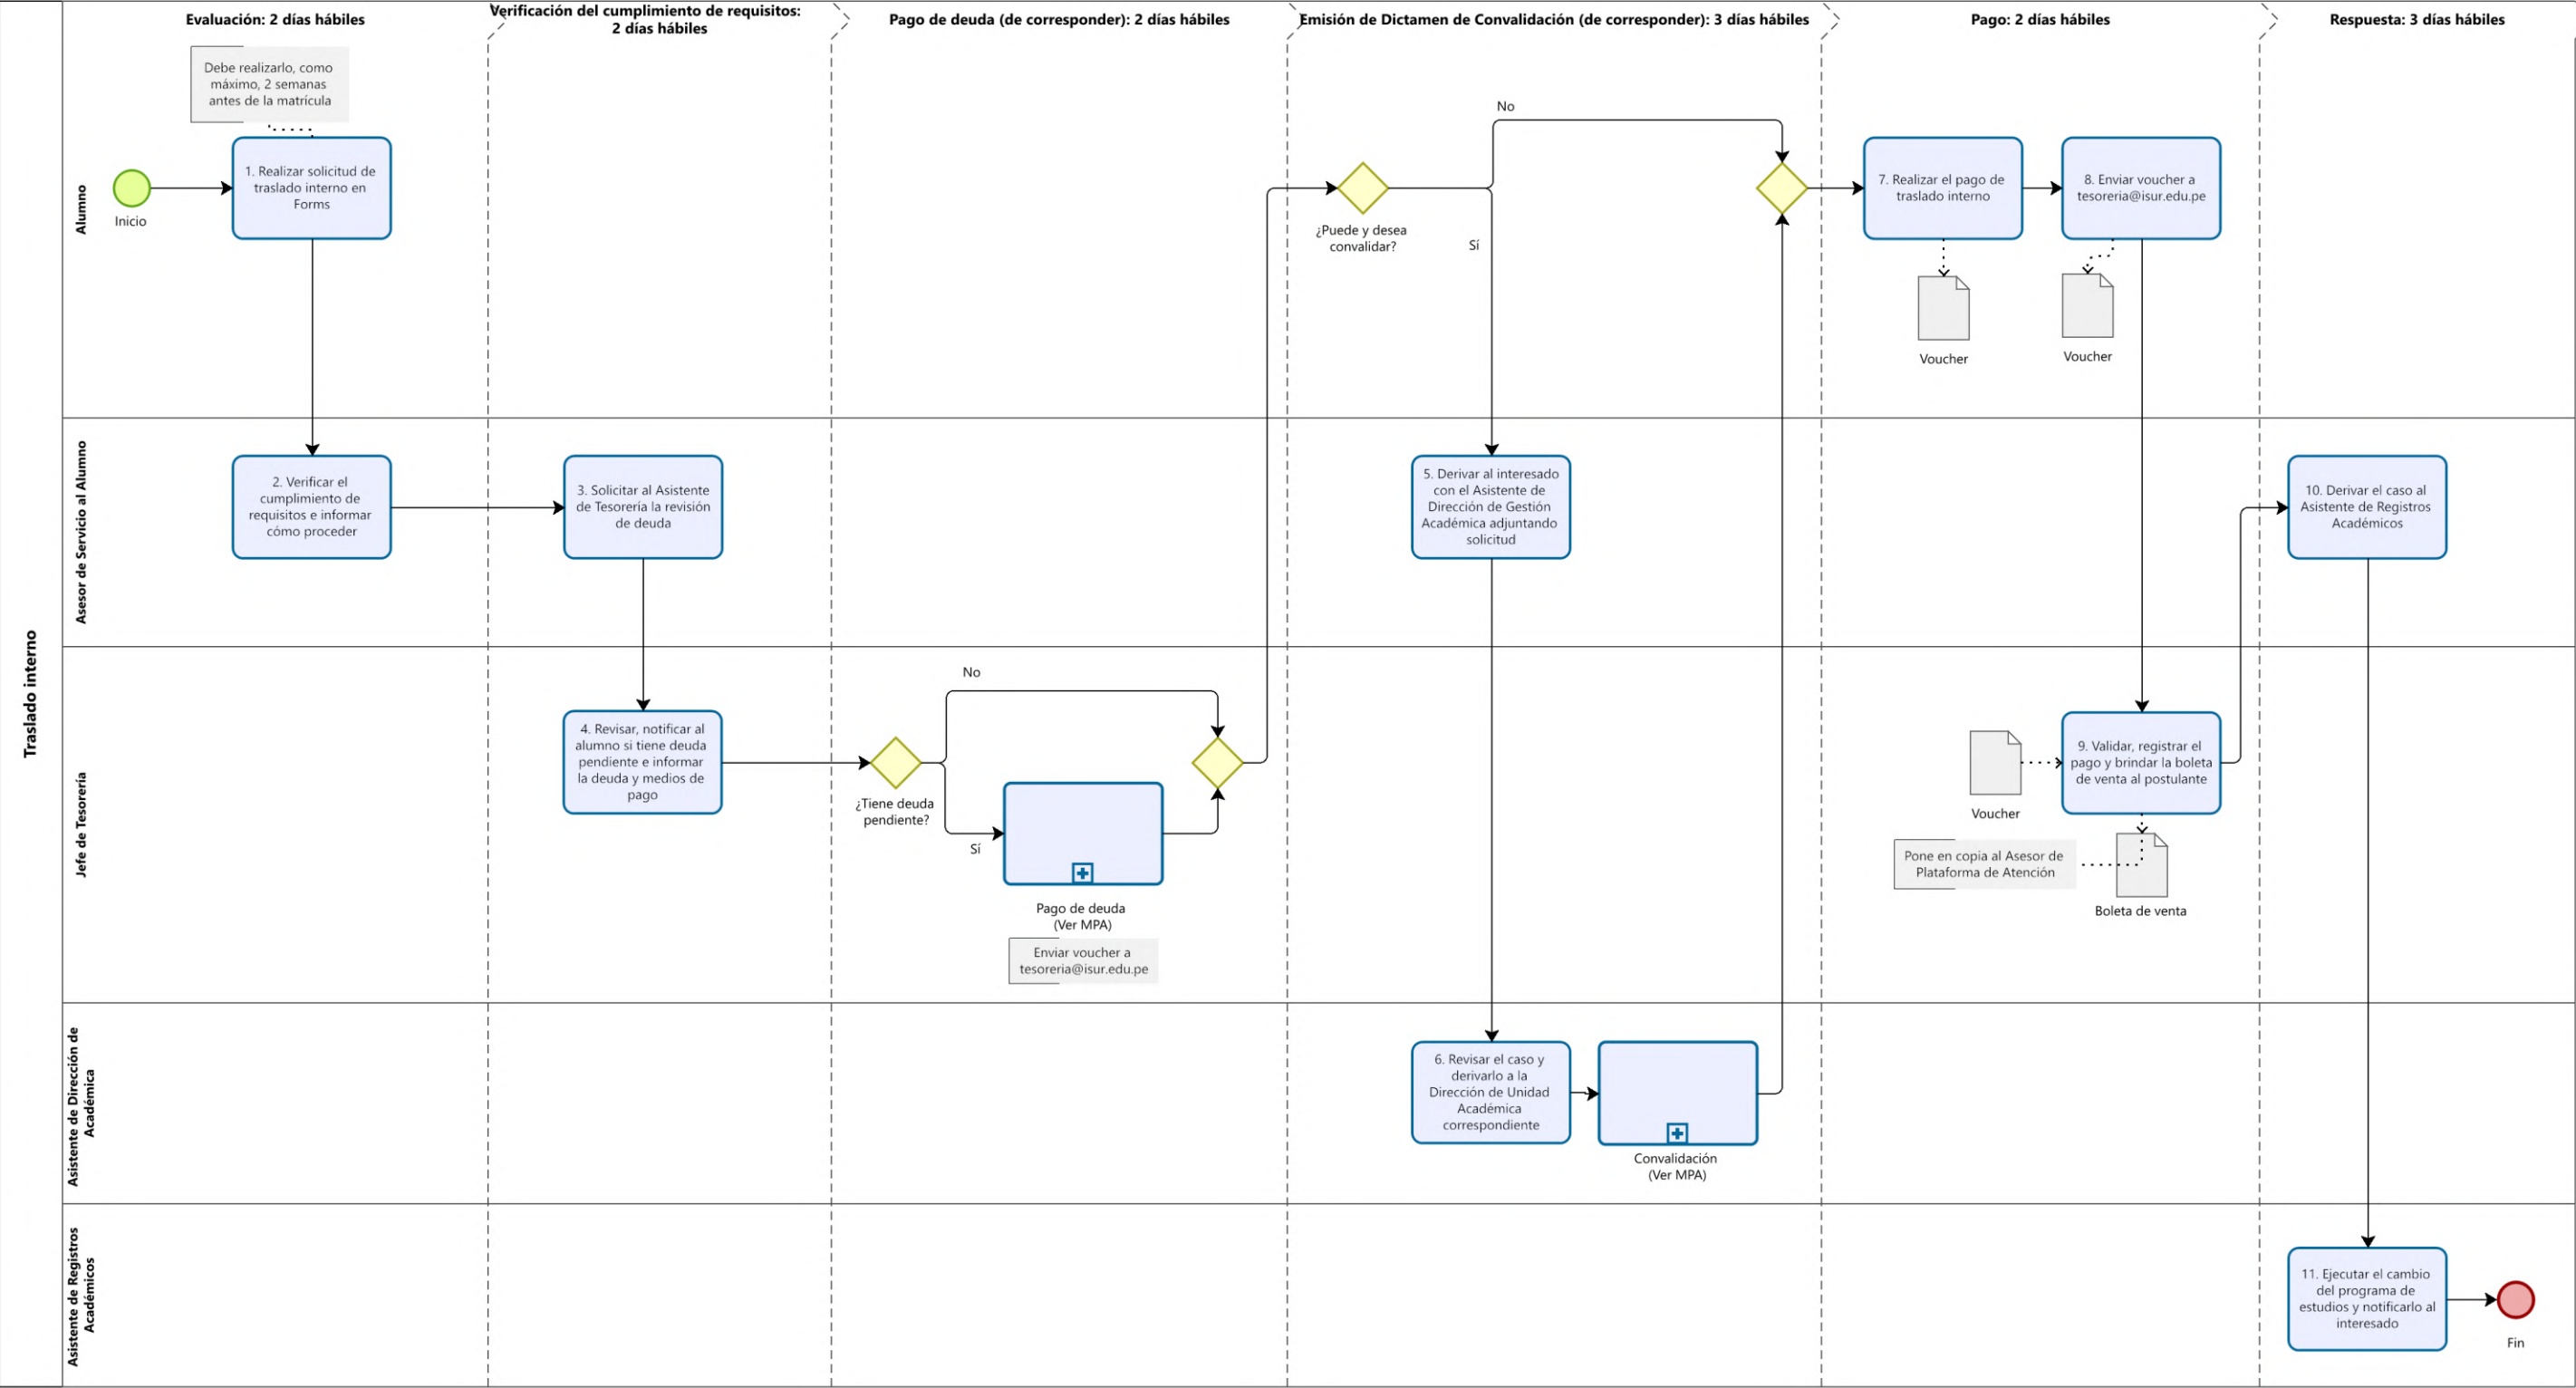 Traslado interno
Evaluación: 2 días hábiles
Verificación del cumplimiento de requisitos:
2 días hábiles
Pago de deuda (de corresponder): 2 días hábiles
Emisión de Dictamen de Convalidación (de corresponder): 3 días hábiles
Pago: 2 días hábiles
Respuesta: 3 días hábiles
Alumno
Debe realizarlo, como
máximo, 2 semanas
antes de la matrícula
Inicio
1. Realizar solicitud de
traslado interno en
Forms
¿Puede y desea
convalidar?
No
Sí
7. Realizar el pago de
traslado interno
Voucher
8. Enviar voucher a
tesoreria@isur.edu.pe
Voucher
Asesor de Servicio al Alumno
2. Verificar el
cumplimiento de
requisitos e informar
cómo proceder
3. Solicitar al Asistente
de Tesorería la revisión
de deuda
5. Derivar al interesado
con el Asistente de
Dirección de Gestión
Académica adjuntando
solicitud
10. Derivar el caso al
Asistente de Registros
Académicos
Jefe de Tesorería
4. Revisar, notificar al
alumno si tiene deuda
pendiente e informar
la deuda y medios de
pago
¿Tiene deuda
pendiente?
No
Sí
Pago de deuda
(Ver MPA)
Enviar voucher a
tesoreria@isur.edu.pe
Voucher
9. Validar, registrar el
pago y brindar la boleta
de venta al postulante
Pone en copia al Asesor de
Plataforma de Atención
Boleta de venta
Asistente de Dirección de
Académica
6. Revisar el caso y
derivarlo a la
Dirección de Unidad
Académica
correspondiente
Convalidación
(Ver MPA)
Asistente de Registros
Académicos
11. Ejecutar el cambio
del programa de
estudios y notificarlo al
interesado
Fin